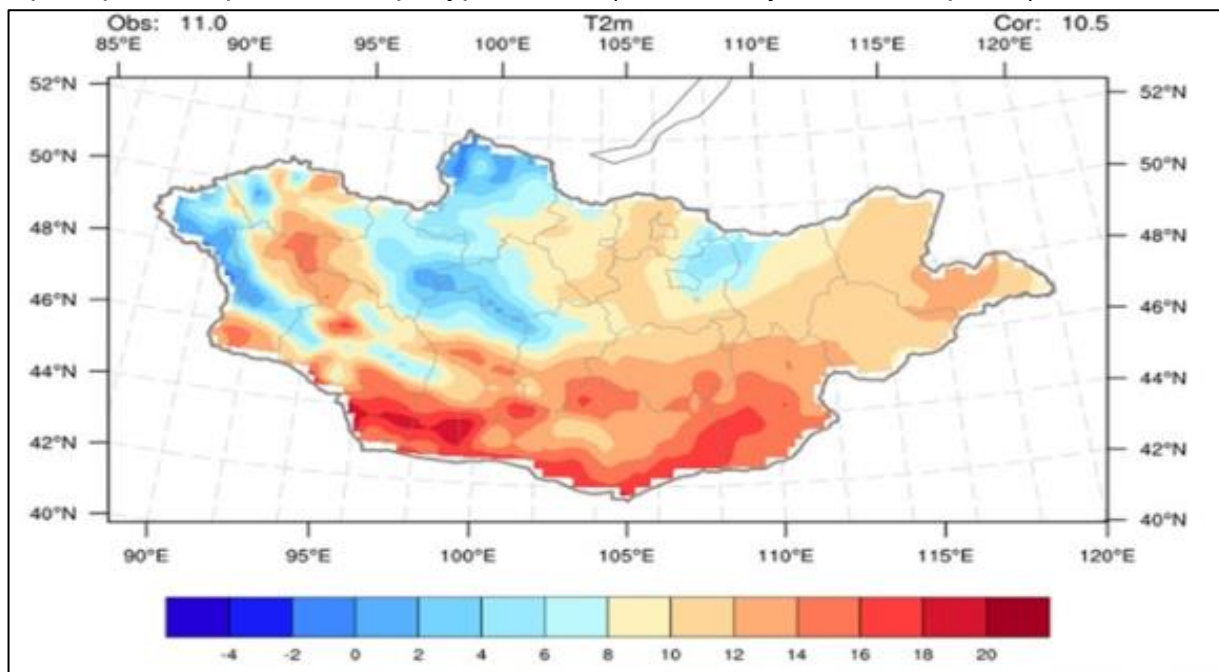 Obs: 11.0 T2m Cor: 10.5
85°E 90°E 95°E 100°E 105°E 110°E 115°E 120°E
52°N 52°N
50°N 50°N
48°N 48°N
46°N 46°N
44°N 44°N
42°N 42°N
40°N 40°N
90°E 95°E 100°E 105°E 110°E 115°E 120°E
-4 -2 0 2 4 6 8 10 12 14 16 18 20